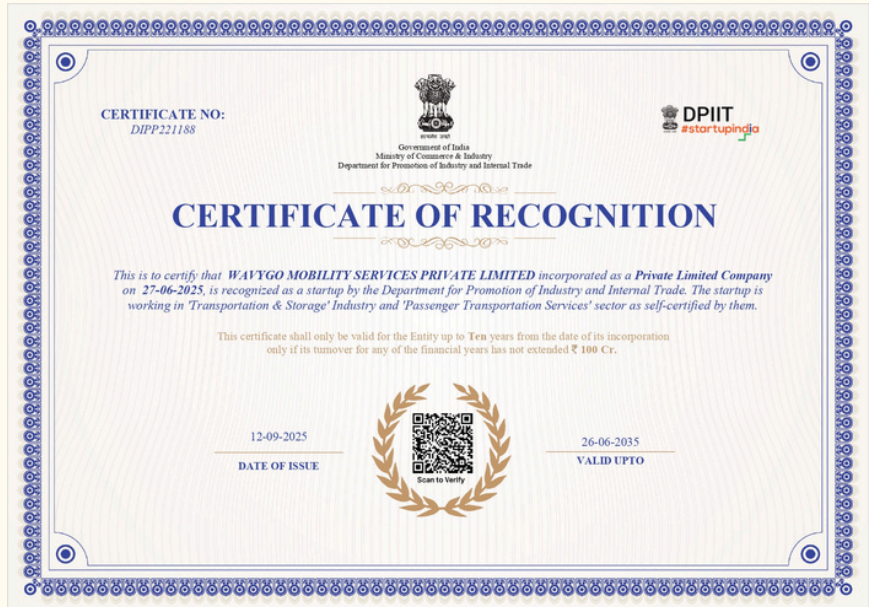 CERTIFICATE NO:
DIPP221188
सत्यमेव जयते
Government of India
Ministry of Commerce & Industry
Department for Promotion of Industry and Internal Trade
DPIIT
#startupindia
CERTIFICATE OF RECOGNITION
This is to certify that WAVYGO MOBILITY SERVICES PRIVATE LIMITED incorporated as a Private Limited Company
on 27-06-2025, is recognized as a startup by the Department for Promotion of Industry and Internal Trade. The startup is
working in 'Transportation & Storage' Industry and 'Passenger Transportation Services' sector as self-certified by them.
This certificate shall only be valid for the Entity up to Ten years from the date of its incorporation
only if its turnover for any of the financial years has not extended ₹ 100 Cr.
12-09-2025
DATE OF ISSUE
Scan to Verify
26-06-2035
VALID UPTO